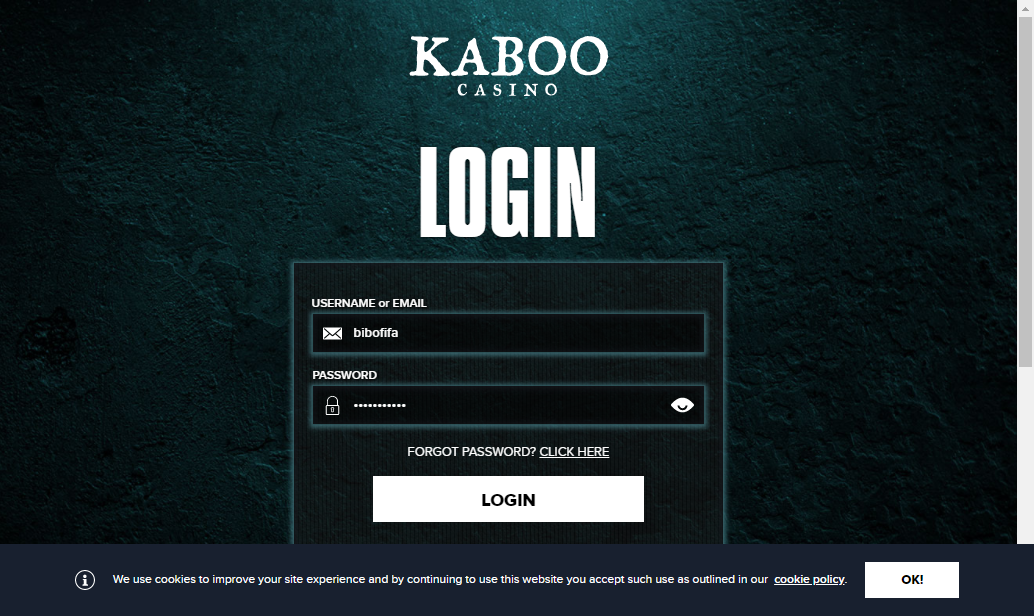 KABOO
CASINO
LOGIN
USERNAME or EMAIL
bibofifa
PASSWORD
•••••••••••
FORGOT PASSWORD? CLICK HERE
LOGIN
We use cookies to improve your site experience and by continuing to use this website you accept such use as outlined in our cookie policy.
OK!